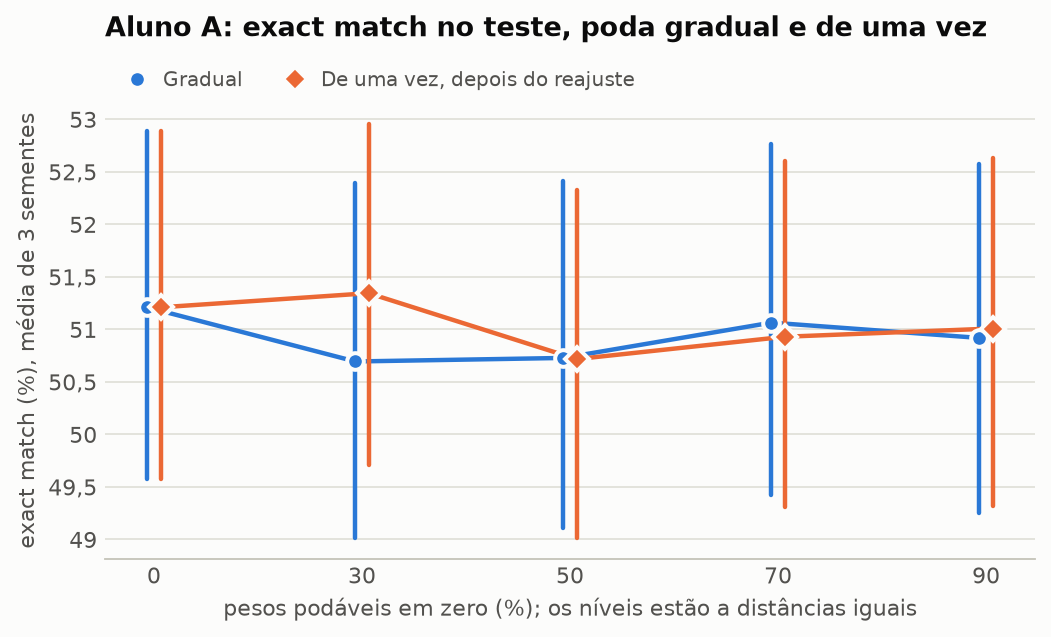 Aluno A: exact match no teste, poda gradual e de uma vez
Gradual
De uma vez, depois do reajuste
exact match (%), média de 3 sementes
53
52,5
52
51,5
51
50,5
50
49,5
49
0
30
50
70
90
pesos podáveis em zero (%); os níveis estão a distâncias iguais